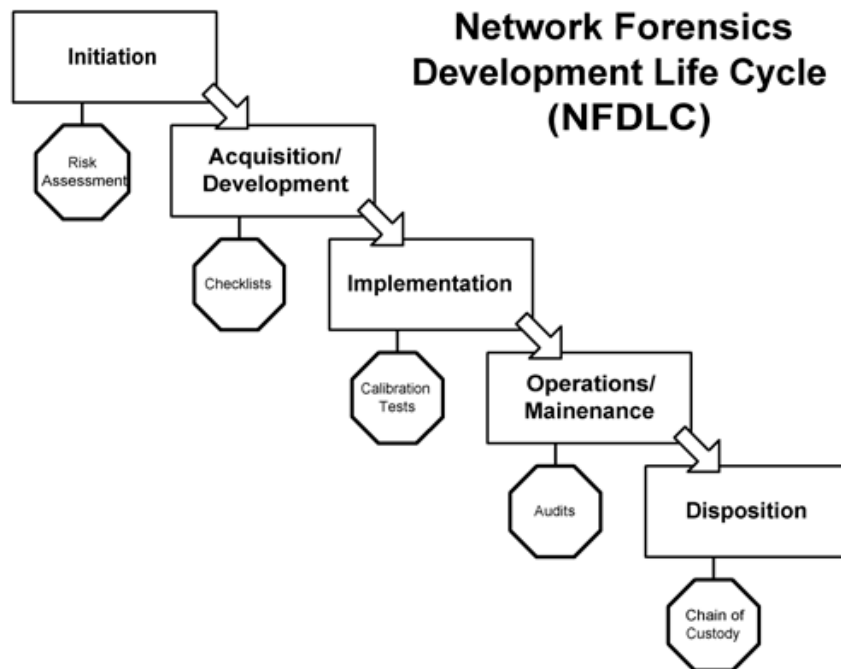 Network Forensics
Development Life Cycle
(NFDLC)
Initiation
Risk
Assessment
Acquisition/
Development
Checklists
Implementation
Calibration
Tests
Operations/
Mainenance
Audits
Disposition
Chain of
Custody